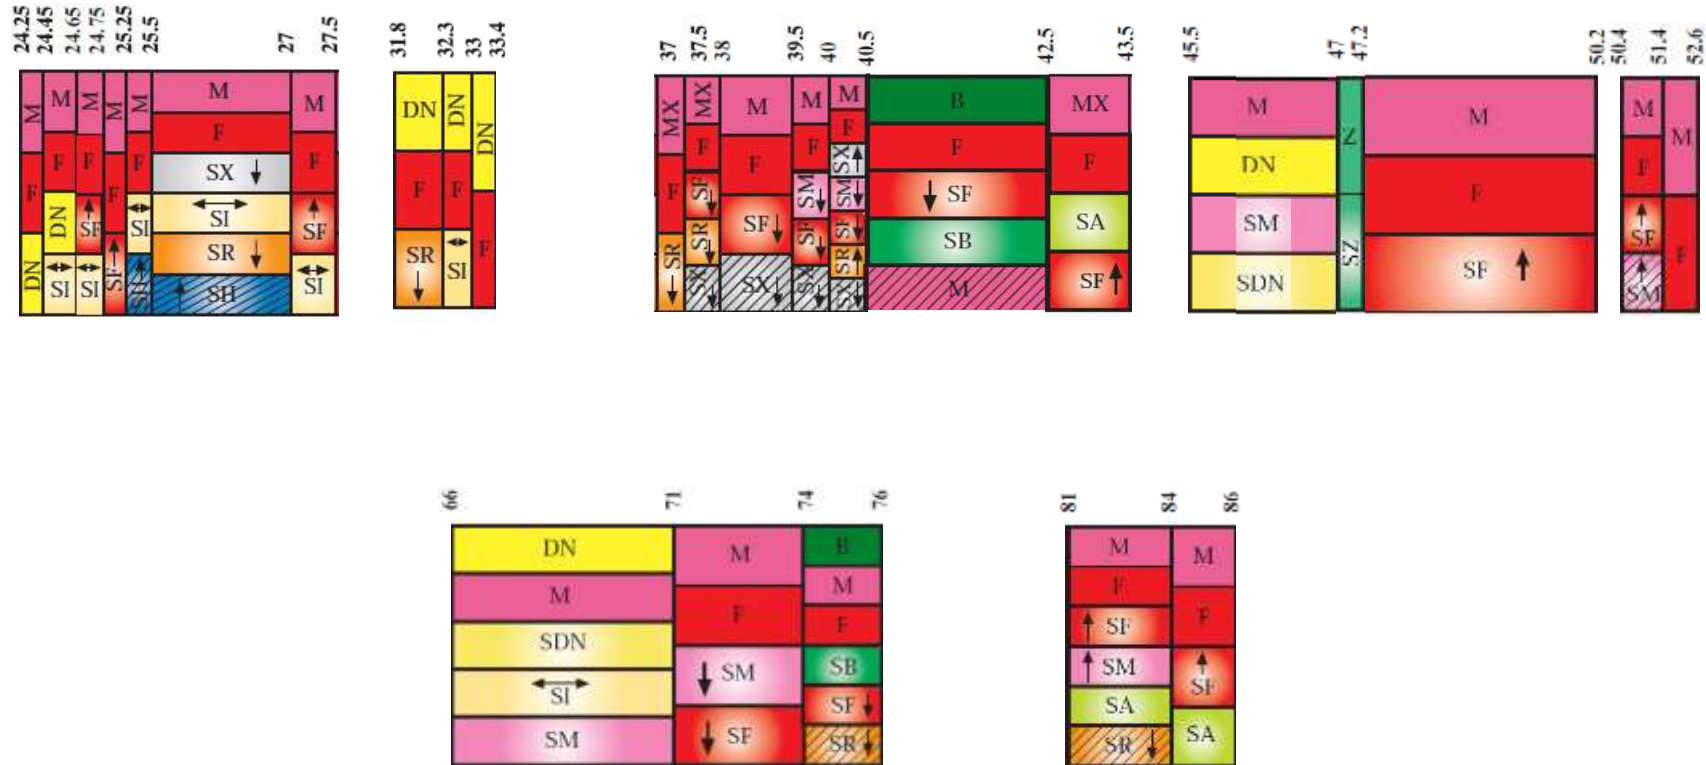 24.25 24.45 24.65 24.75 25.25 25.5 27 27.5
M F DN
M F DN SI
M F SF SI
M F SF
M F SI SH
M
F
SX
SI
SR
SH
M
F
SF
SI
31.8 32.3 33 33.4
DN
F
SR
DN F SI
DN F
37 37.5 38 39.5 40 40.5 42.5 43.5
MX F SR
MX F SF SR SX
M
F
SF
SX
M F SM SF SX
M F SX SM SF SR SX
B
F
SF
SB
M
MX
F
SA
SF
45.5 47 47.2 50.2
M
DN
SM
SDN
Z SZ
M
F
SF
50.4 51.4 52.6
M F SF SM
M F
66 71 74 76
DN
M
SDN
SI
SM
M
F
SM
SF
B
M
F
SB
SF
SR
81 84 86
M
F
SF
SM
SA
SR
M
F
SF
SA